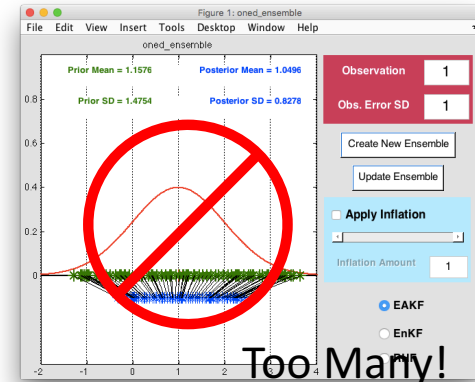 Figure 1: oned_ensemble
File Edit View Insert Tools Desktop Window Help
oned_ensemble
Prior Mean = 1.1576
Posterior Mean = 1.0496
Prior SD = 1.4754
Posterior SD = 0.8278
0.8
0.6
0.4
0.2
0
-2 -1 0 1 2 3 4
Observation 1
Obs. Error SD 1
Create New Ensemble
Update Ensemble
Apply Inflation
Inflation Amount 1
EAKF
EnKF
RHF
Too Many!